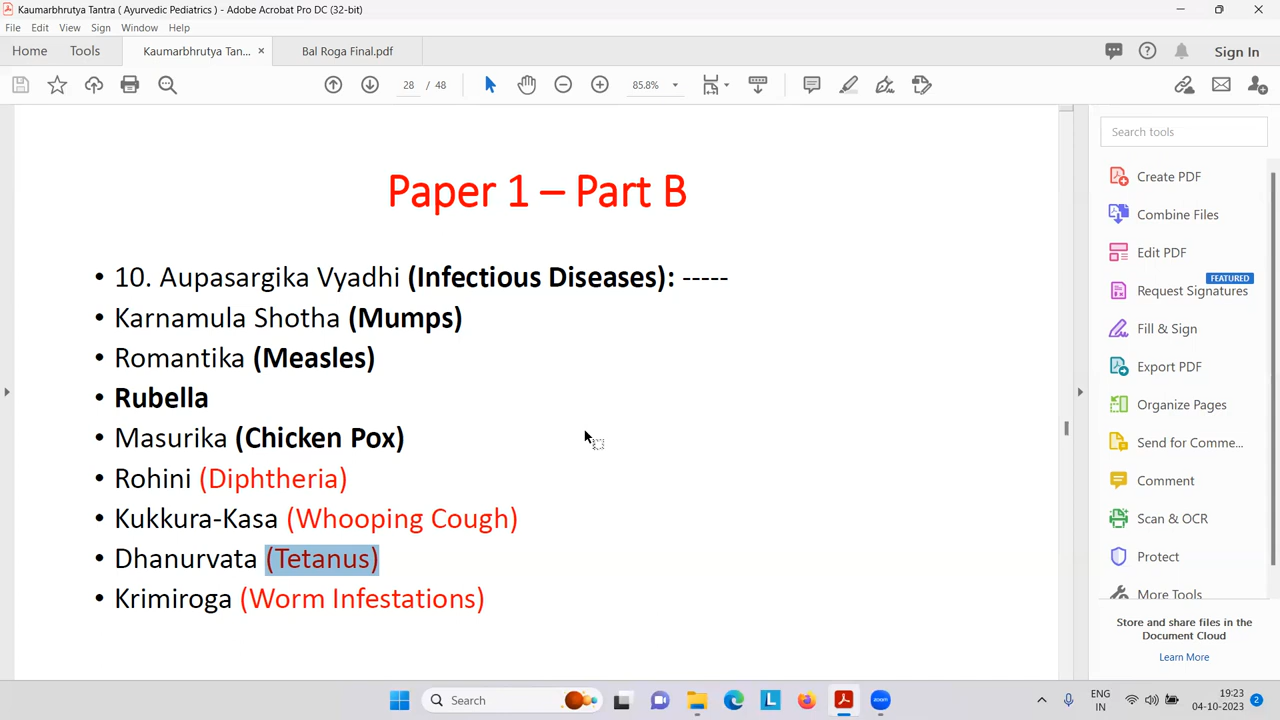 Kaumarbhrutya Tantra ( Ayurvedic Pediatrics ) - Adobe Acrobat Pro DC (32-bit)
File Edit View Sign Window Help
Home Tools Kaumarbhrutya Tan... × Bal Roga Final.pdf Sign In
28 / 48 85.8%
Search tools
Create PDF
Combine Files
Edit PDF
FEATURED
Request Signatures
Fill & Sign
Export PDF
Organize Pages
Send for Comme...
Comment
Scan & OCR
Protect
More Tools
Store and share files in the
Document Cloud
Learn More
Paper 1 – Part B
• 10. Aupasargika Vyadhi (Infectious Diseases): -----
• Karnamula Shotha (Mumps)
• Romantika (Measles)
• Rubella
• Masurika (Chicken Pox)
• Rohini (Diphtheria)
• Kukkura-Kasa (Whooping Cough)
• Dhanurvata (Tetanus)
• Krimiroga (Worm Infestations)
Search
L
zoom
ENG
IN
19:23
04-10-2023
2